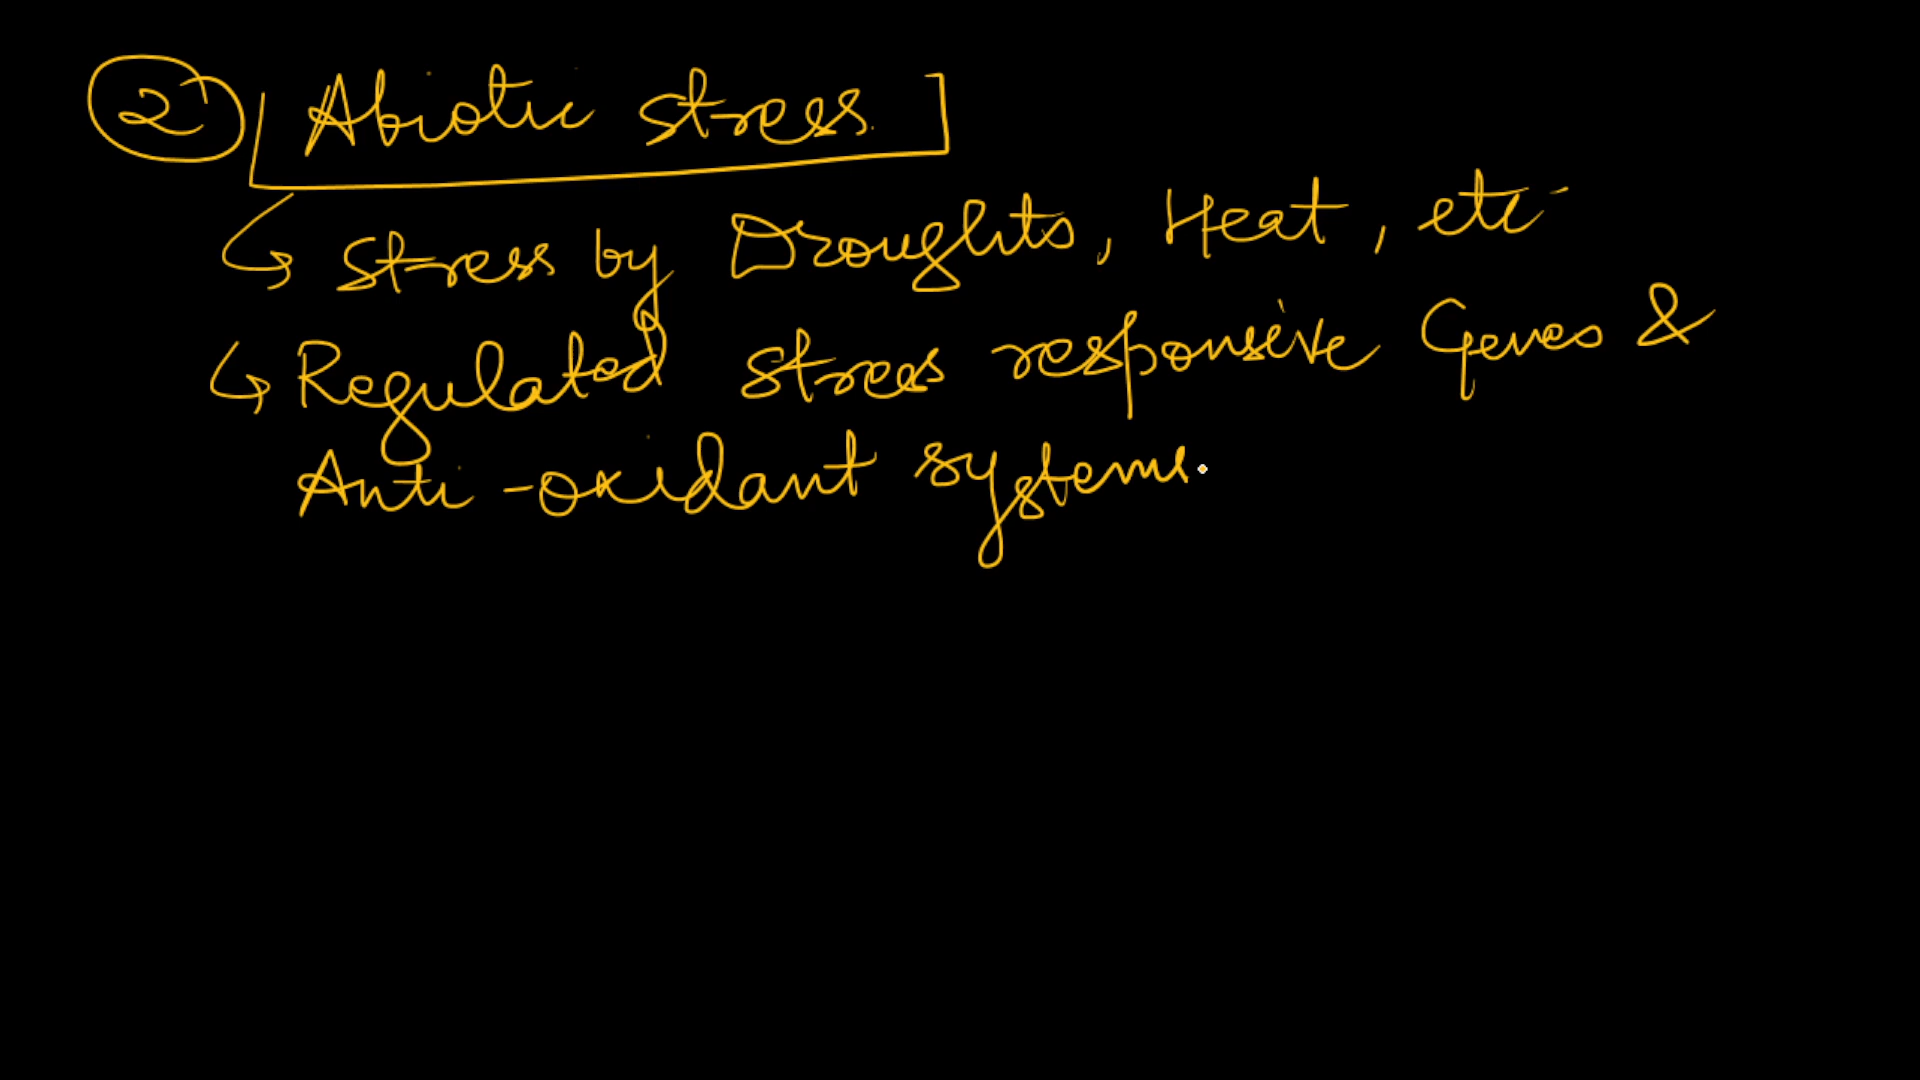 2) Abiotic stress
↳ Stress by Droughts, Heat, etc.
↳ Regulated stress responsive Genes &
Anti-oxidant systems.